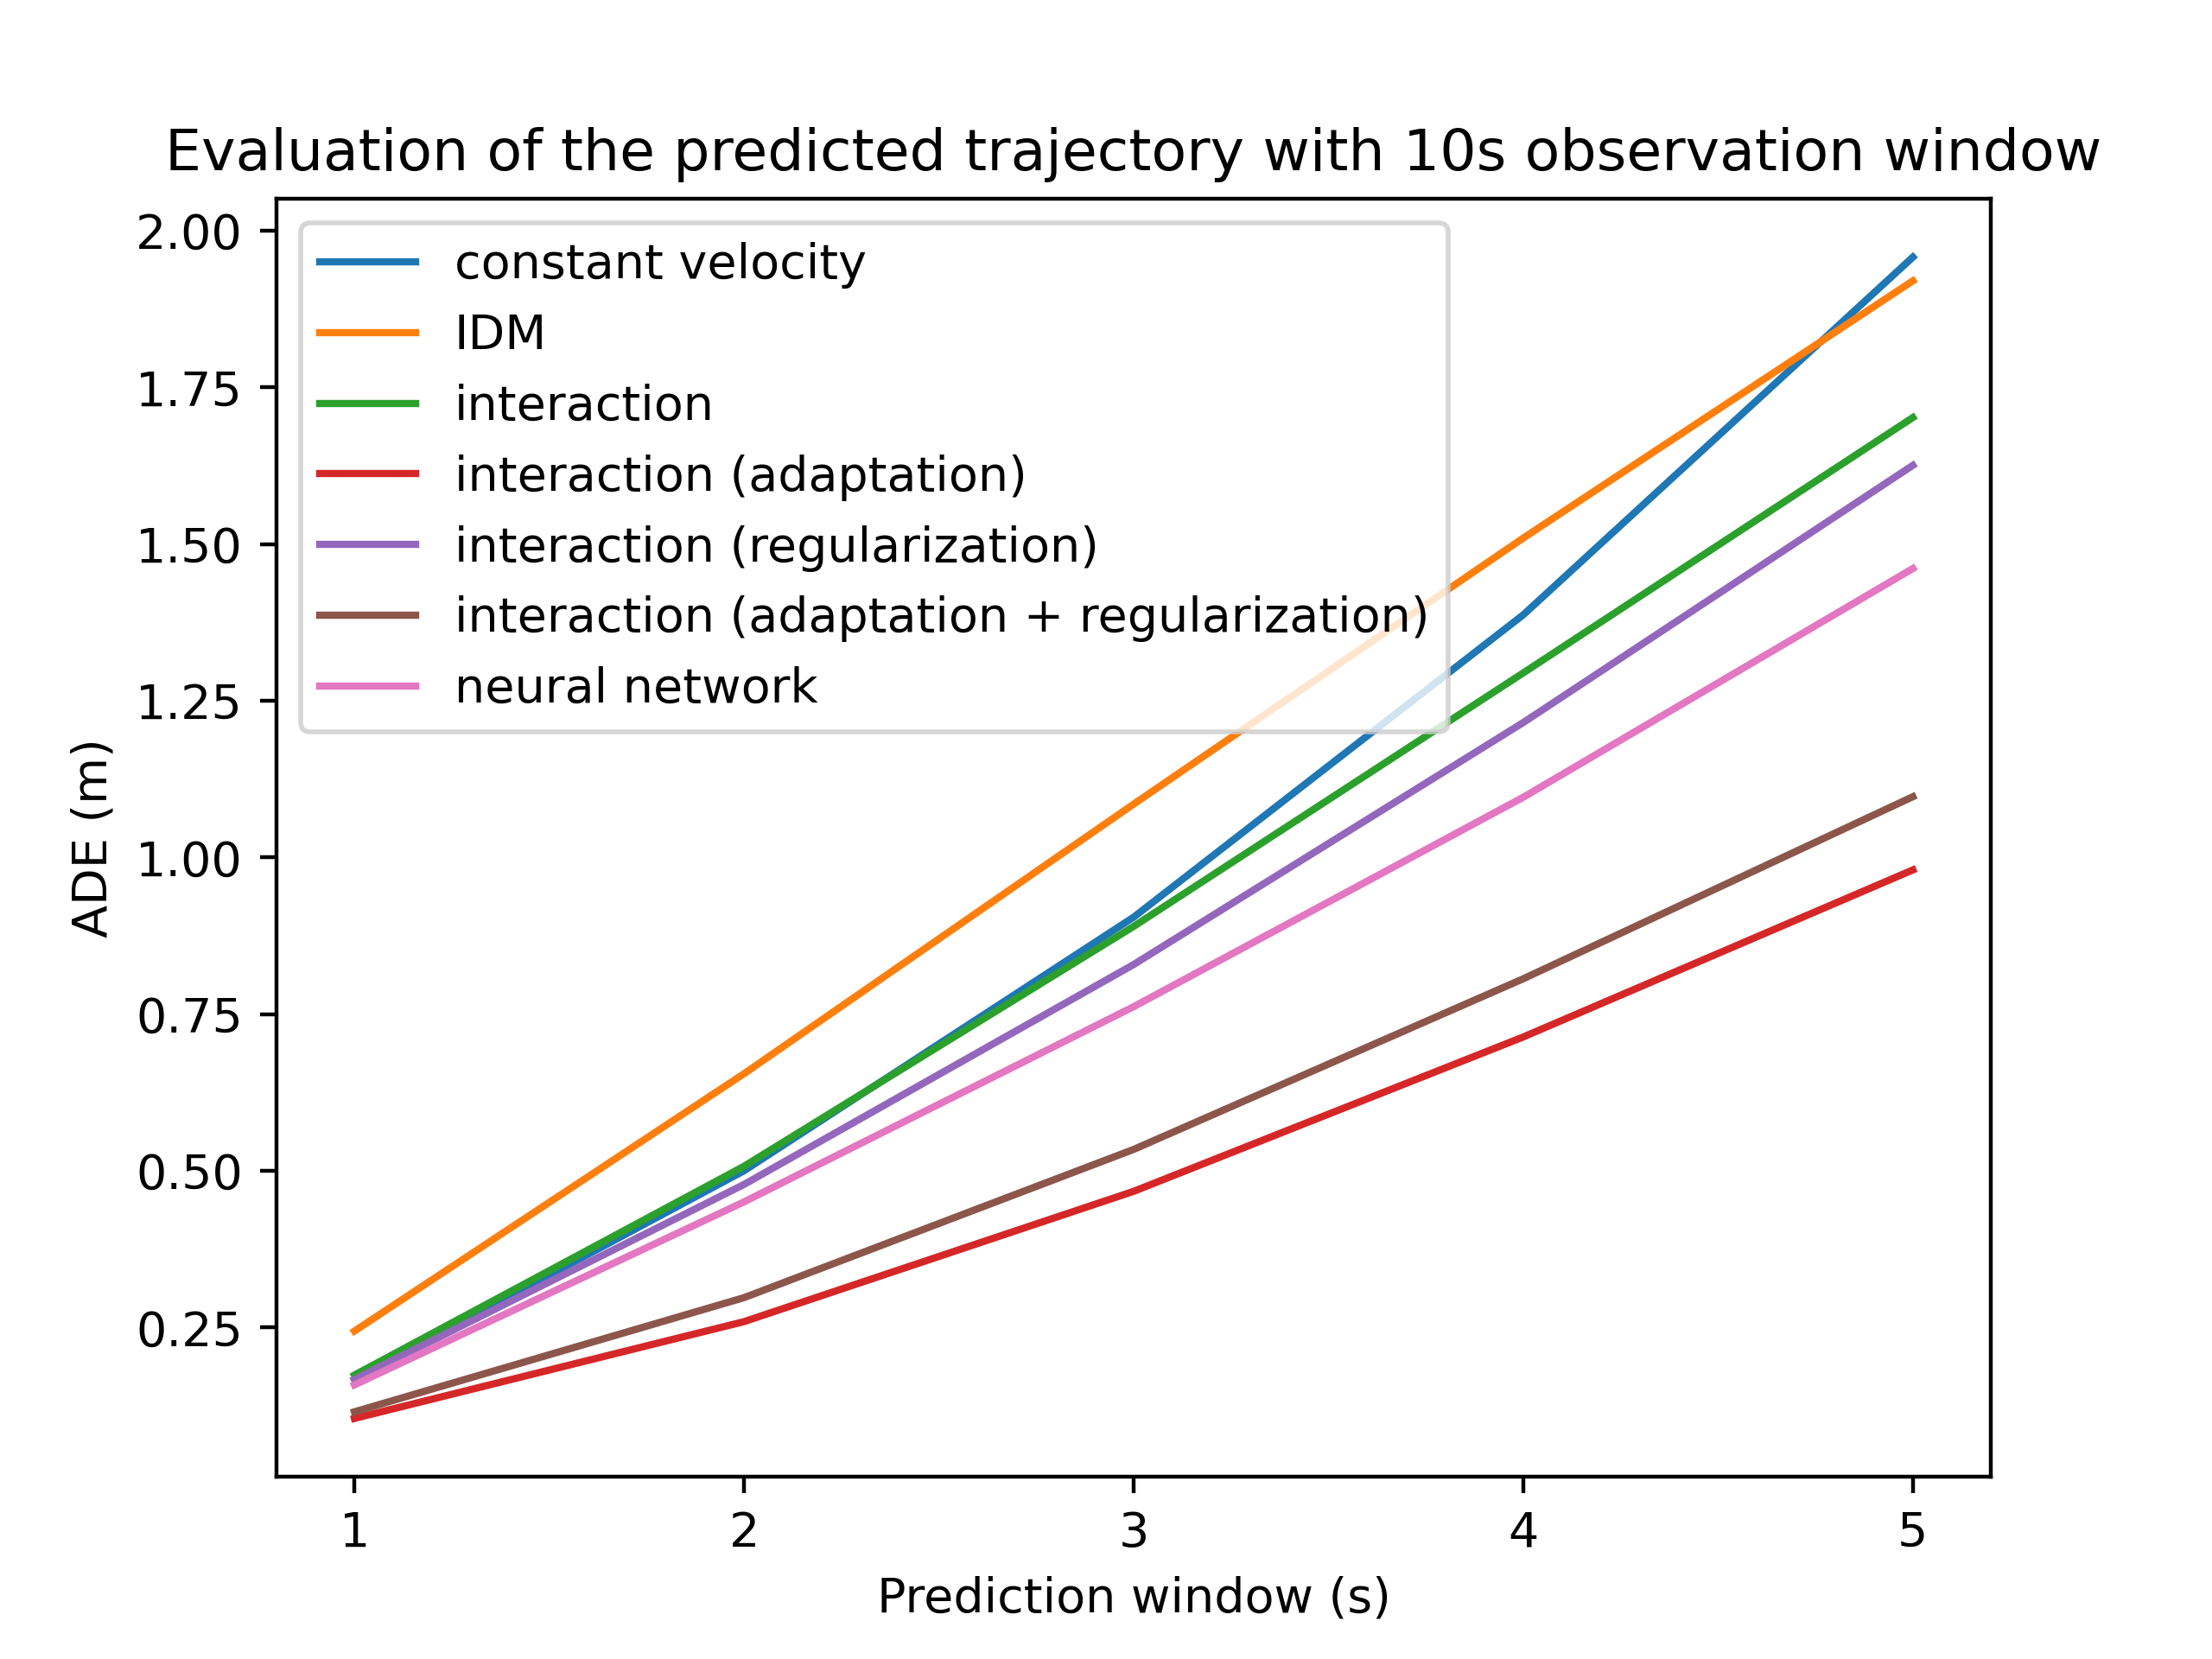 Evaluation of the predicted trajectory with 10s observation window
2.00
1.75
1.50
1.25
1.00
0.75
0.50
0.25
ADE (m)
constant velocity
IDM
interaction
interaction (adaptation)
interaction (regularization)
interaction (adaptation + regularization)
neural network
1 2 3 4 5
Prediction window (s)